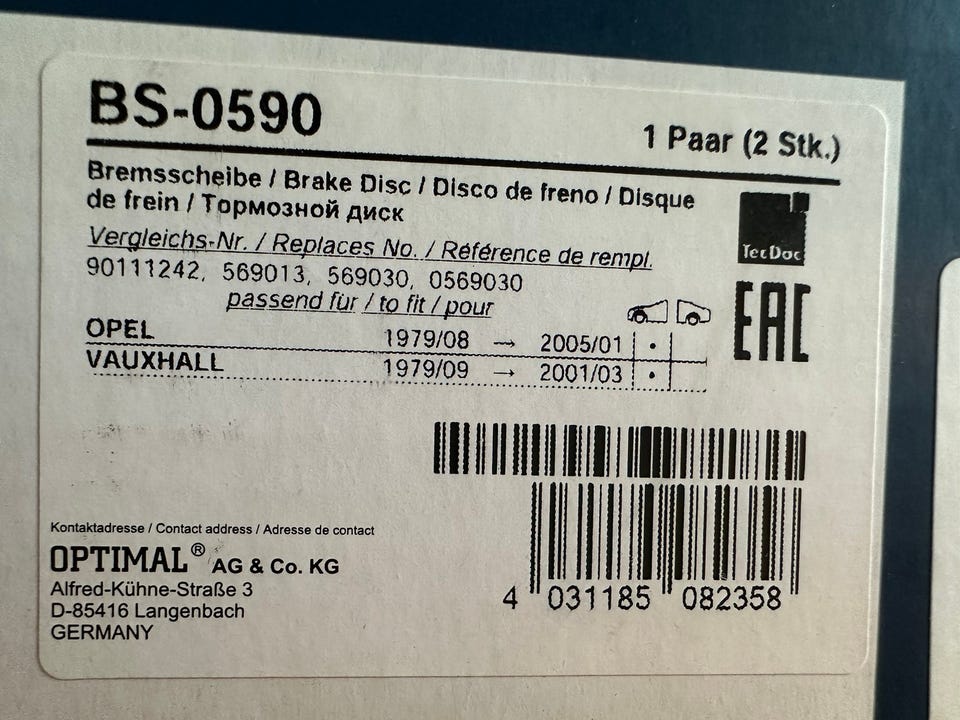 BS-0590
1 Paar (2 Stk.)
Bremsscheibe / Brake Disc / Disco de freno / Disque
de frein / Тормозной диск
Vergleichs-Nr. / Replaces No. / Référence de rempl.
90111242, 569013, 569030, 0569030
passend für / to fit / pour
OPEL 1979/08 → 2005/01
VAUXHALL 1979/09 → 2001/03
TecDoc
EAC
Kontaktadresse / Contact address / Adresse de contact
OPTIMAL® AG & Co. KG
Alfred-Kühne-Straße 3
D-85416 Langenbach
GERMANY
4 031185 082358